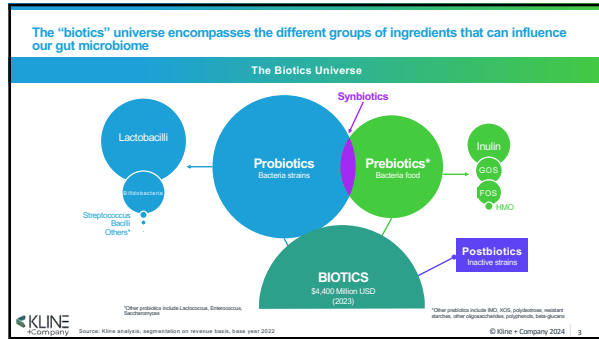 The “biotics” universe encompasses the different groups of ingredients that can influence
our gut microbiome
The Biotics Universe
Synbiotics
Lactobacilli
Bifidobacteria
Streptococcus
Bacilli
Others*
Probiotics
Bacteria strains
Prebiotics*
Bacteria food
Inulin
GOS
FOS
HMO
Postbiotics
Inactive strains
BIOTICS
$4,400 Million USD
(2023)
*Other probiotics include Lactococcus, Enterococcus,
Saccharomyces
*Other prebiotics include IMO, XOS, polydextrose, resistant
starches, other oligosaccharides, polyphenols, beta-glucans
KLINE
+Company
Source: Kline analysis, segmentation on revenue basis, base year 2022
© Kline + Company 2024
3